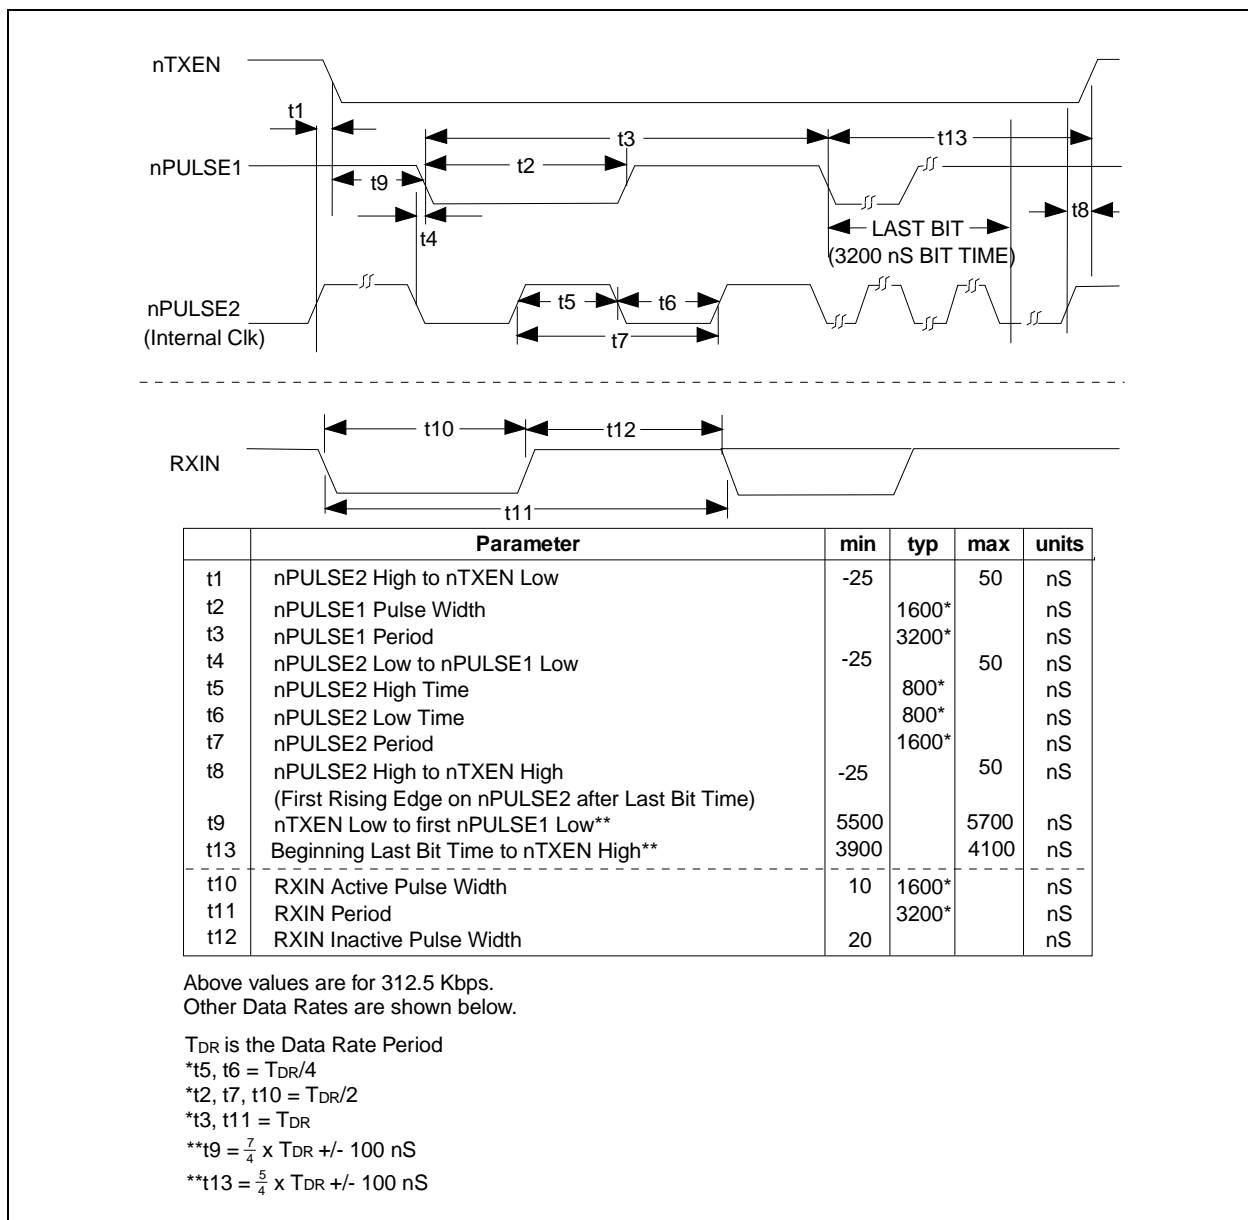 nTXEN
t1
t3
t13
nPULSE1
t2
t9
t8
t4
LAST BIT
(3200 nS BIT TIME)
nPULSE2
(Internal Clk)
t5
t6
t7
t10
t12
RXIN
t11
Parameter min typ max units
t1 nPULSE2 High to nTXEN Low -25 50 nS
t2 nPULSE1 Pulse Width 1600* nS
t3 nPULSE1 Period 3200* nS
t4 nPULSE2 Low to nPULSE1 Low -25 50 nS
t5 nPULSE2 High Time 800* nS
t6 nPULSE2 Low Time 800* nS
t7 nPULSE2 Period 1600* nS
t8 nPULSE2 High to nTXEN High -25 50 nS
(First Rising Edge on nPULSE2 after Last Bit Time)
t9 nTXEN Low to first nPULSE1 Low** 5500 5700 nS
t13 Beginning Last Bit Time to nTXEN High** 3900 4100 nS
t10 RXIN Active Pulse Width 10 1600* nS
t11 RXIN Period 3200* nS
t12 RXIN Inactive Pulse Width 20 nS
Above values are for 312.5 Kbps.
Other Data Rates are shown below.
TDR is the Data Rate Period
*t5, t6 = TDR/4
*t2, t7, t10 = TDR/2
*t3, t11 = TDR
**t9 = 7/4 x TDR +/- 100 nS
**t13 = 5/4 x TDR +/- 100 nS